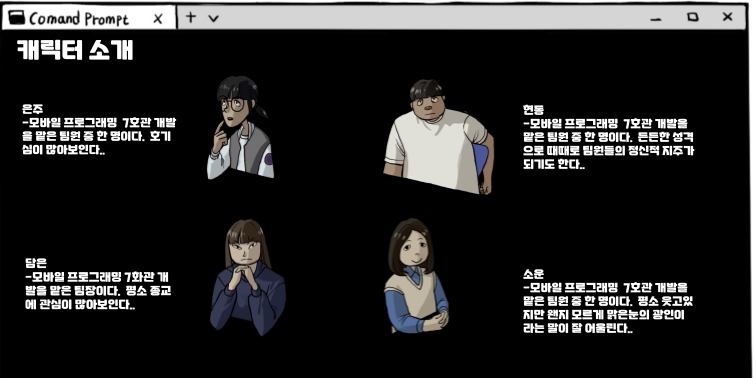 Comand Prompt
캐릭터 소개
은주
-모바일 프로그래밍 7호관 개발
을 맡은 팀원 중 한 명이다. 호기
심이 많아보인다..
현동
-모바일 프로그래밍 7호관 개발을
맡은 팀원 중 한 명이다. 든든한 성격
으로 때때로 팀원들의 정신적 지주가
되기도 한다..
담은
-모바일 프로그래밍 7화관 개
발을 맡은 팀장이다. 평소 종교
에 관심이 많아보인다..
소운
-모바일 프로그래밍 7호관 개발을
맡은 팀원 중 한 명이다. 평소 웃고있
지만 왠지 모르게 맑은눈의 광인이
라는 말이 잘 어울린다..